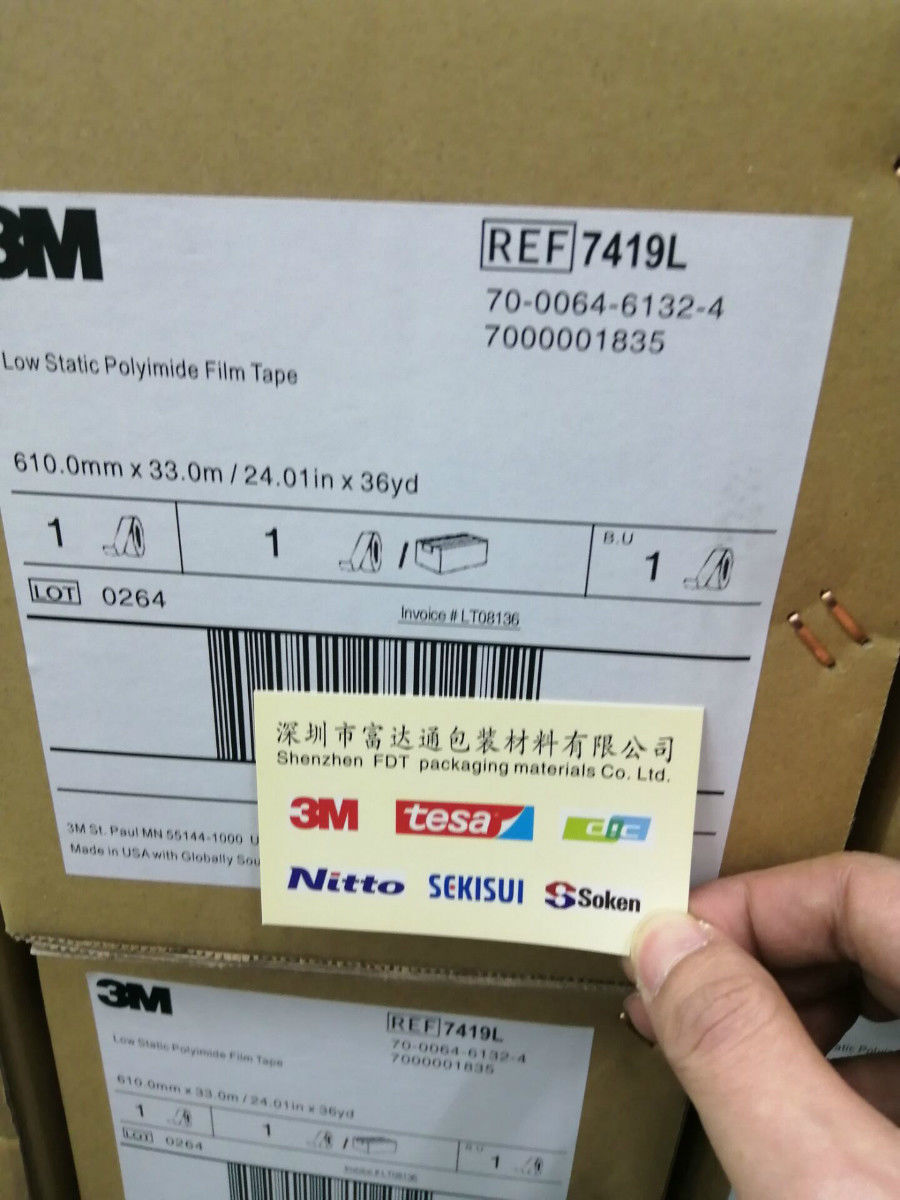 3M
REF 7419L
70-0064-6132-4
7000001835
Low Static Polyimide Film Tape
610.0mm x 33.0m / 24.01in x 36yd
1 1 / B.U 1
LOT 0264
Invoice # LT08136
3M St. Paul MN 55144-1000
Made in USA with Globally
深圳市富达通包装材料有限公司
Shenzhen FDT packaging materials Co. Ltd.
3M tesa dic
Nitto SEKISUI Soken
3M
REF 7419L
70-0064-6132-4
7000001835
Low Static Polyimide Film Tape
610.0mm x 33.0m / 24.01in x 36yd
1 1 / B.U 1
LOT 0264
Invoice # LT08136